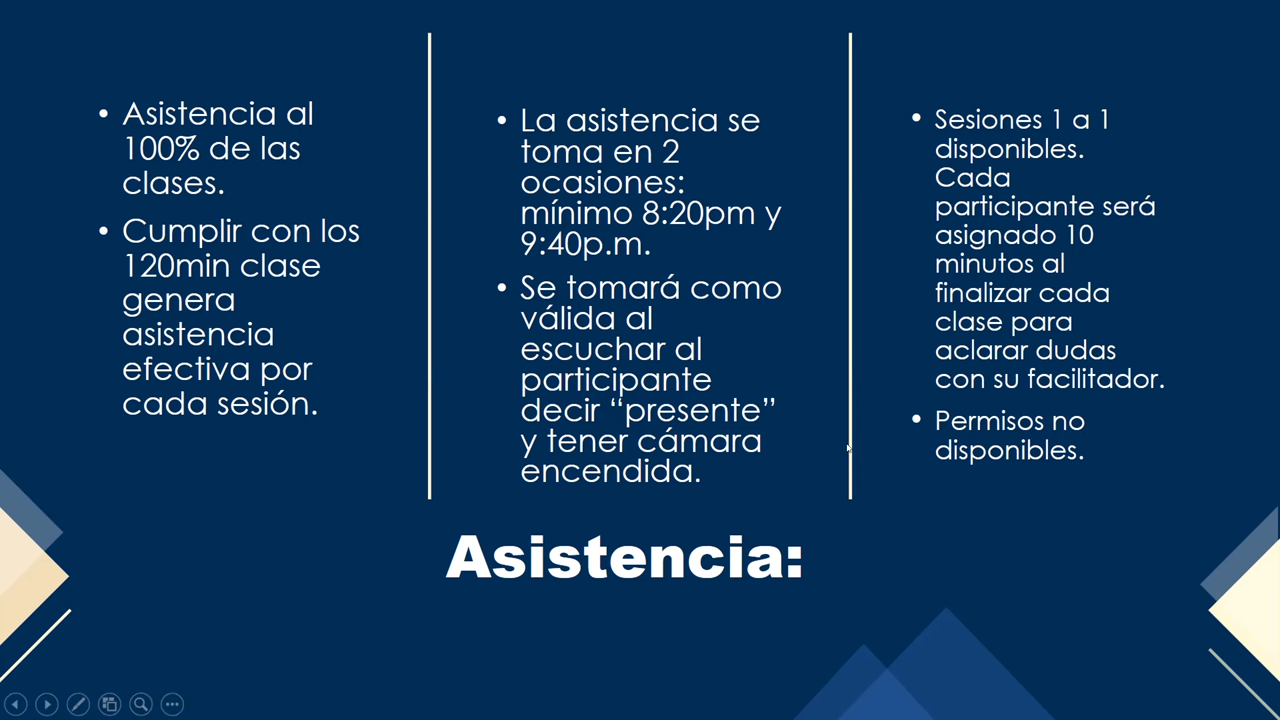 • Asistencia al
100% de las
clases.
• Cumplir con los
120min clase
genera
asistencia
efectiva por
cada sesión.
• La asistencia se
toma en 2
ocasiones:
mínimo 8:20pm y
9:40p.m.
• Se tomará como
válida al
escuchar al
participante
decir “presente”
y tener cámara
encendida.
• Sesiones 1 a 1
disponibles.
Cada
participante será
asignado 10
minutos al
finalizar cada
clase para
aclarar dudas
con su facilitador.
• Permisos no
disponibles.
Asistencia: